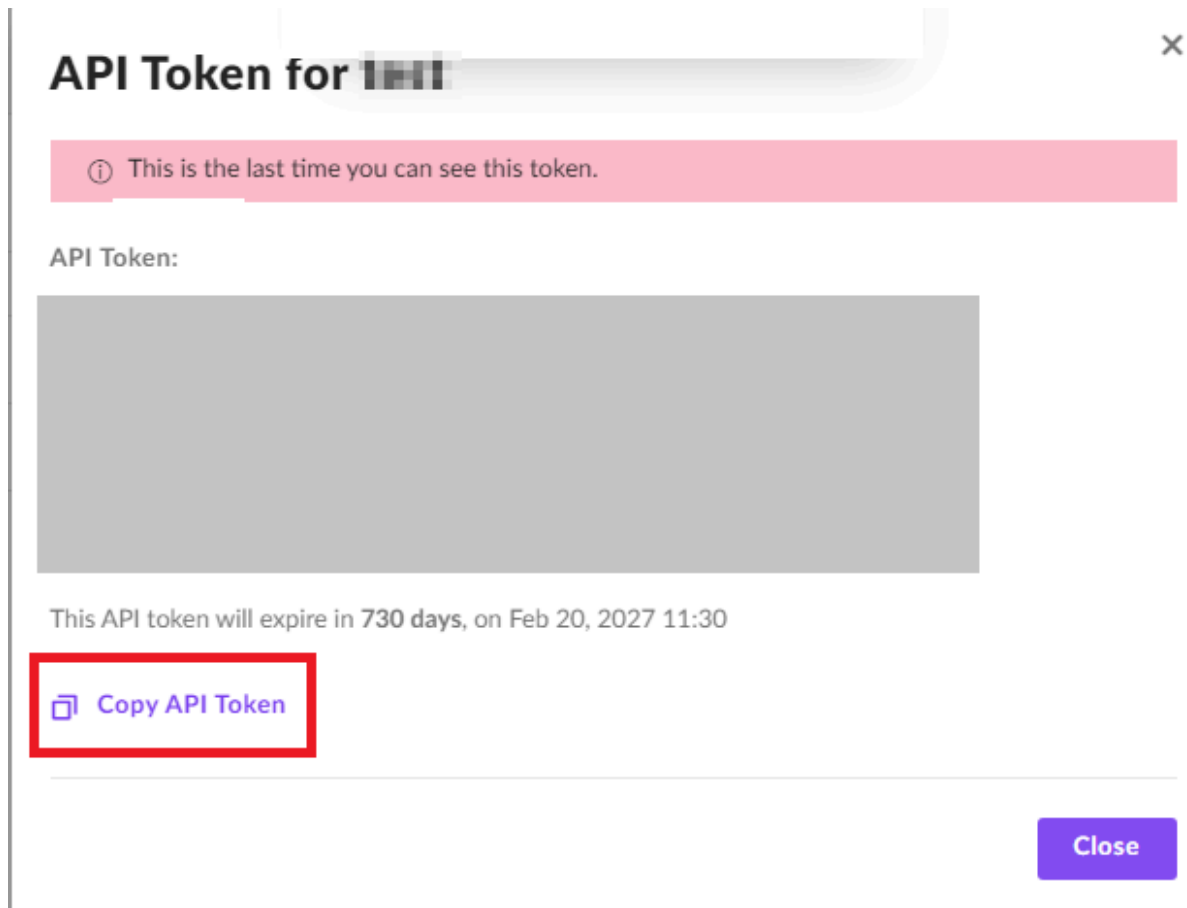 API Token for
This is the last time you can see this token.
API Token:
This API token will expire in 730 days, on Feb 20, 2027 11:30
Copy API Token
Close